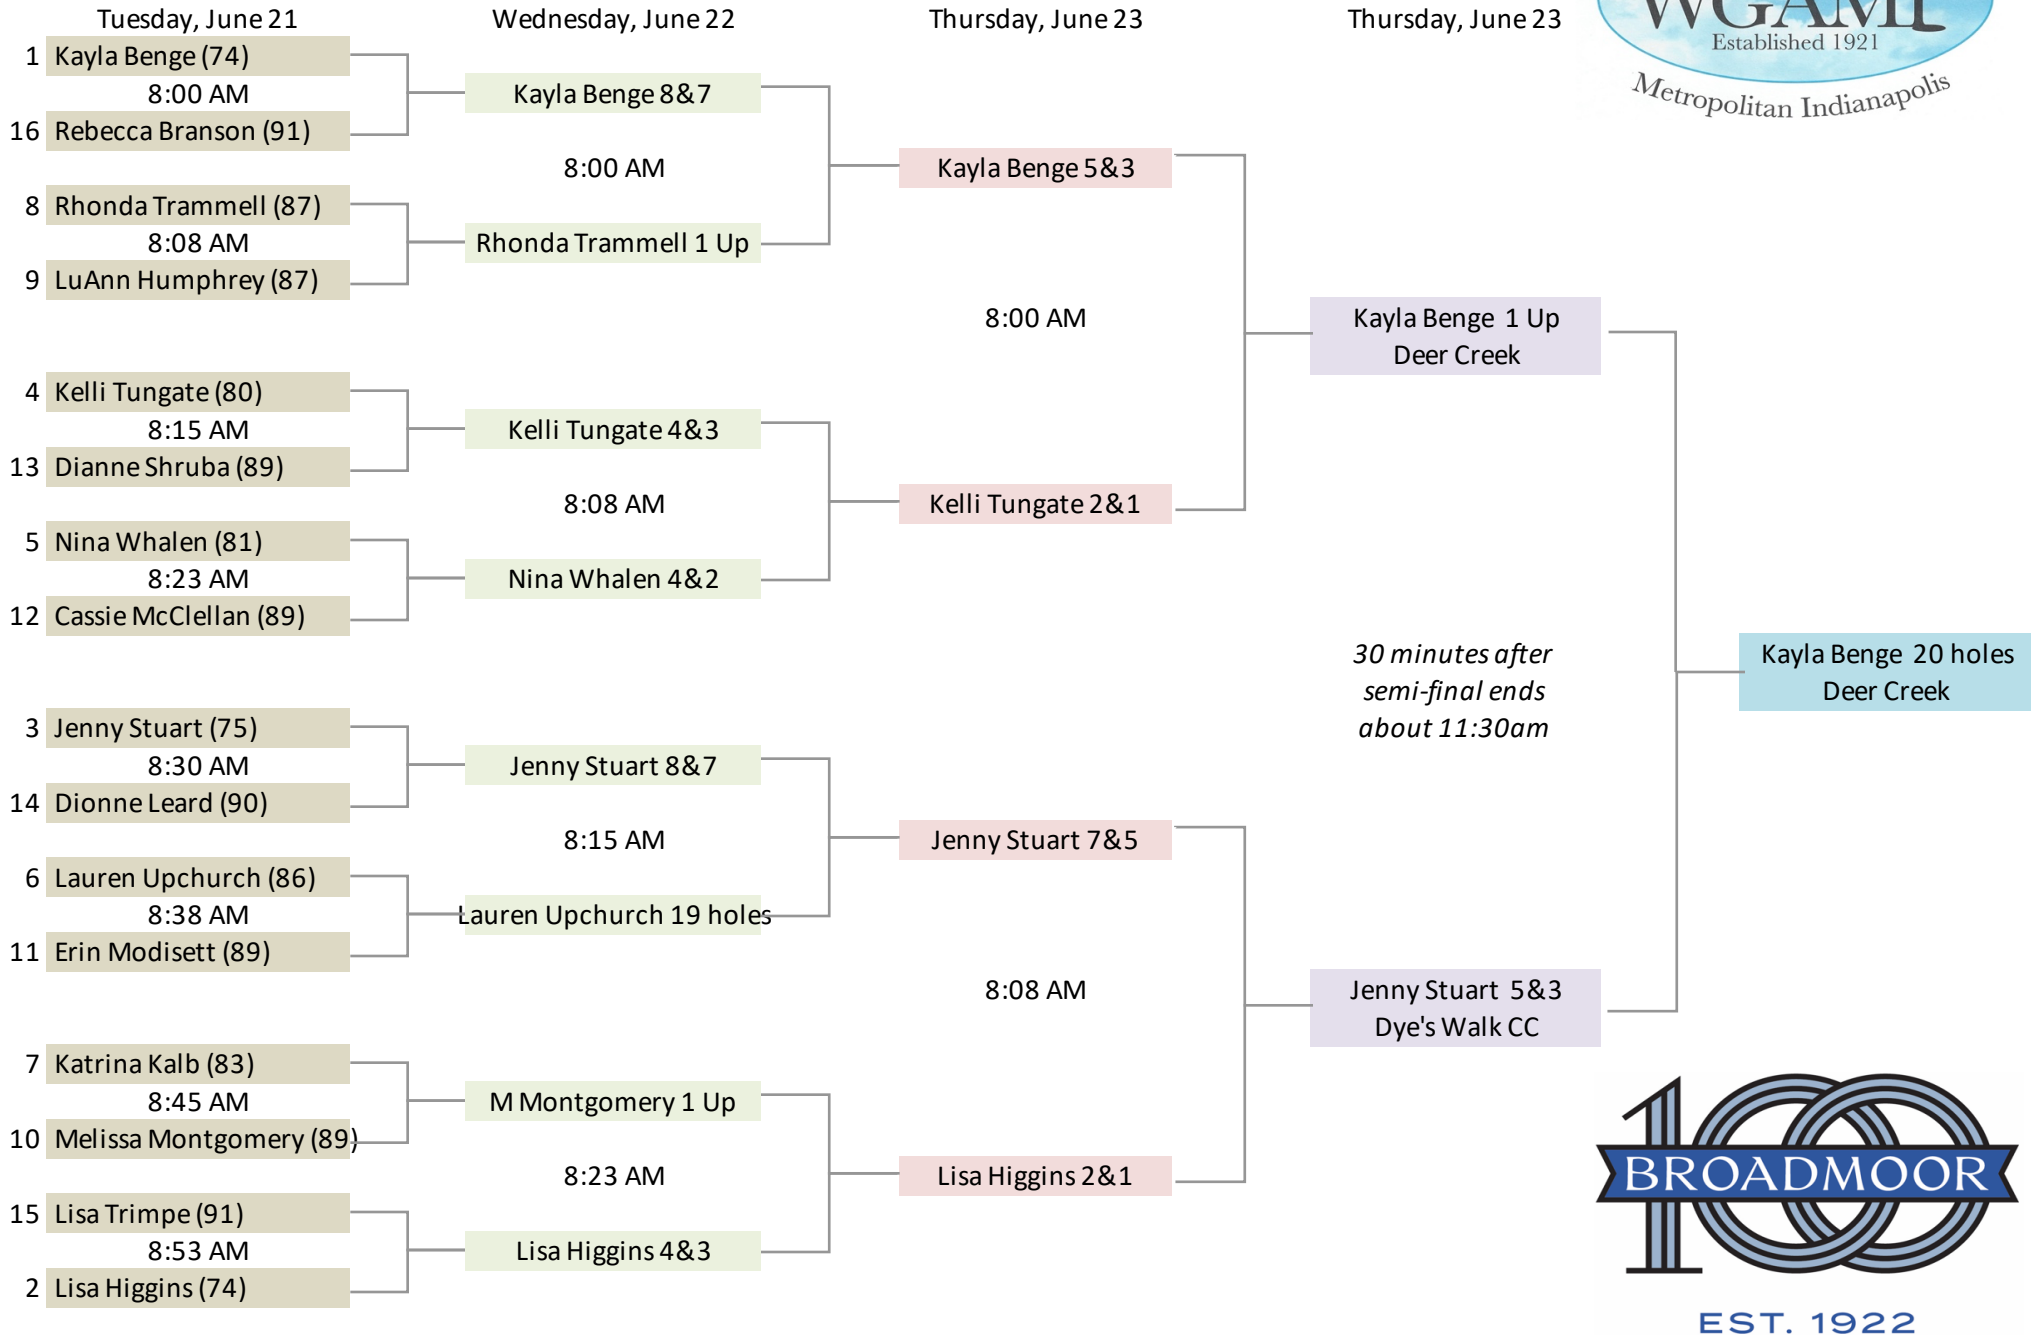 Tuesday, June 21
Wednesday, June 22
Thursday, June 23
Thursday, June 23
WGAMI
Established 1921
Metropolitan Indianapolis
1 Kayla Benge (74)
8:00 AM
16 Rebecca Branson (91)
8 Rhonda Trammell (87)
8:08 AM
9 LuAnn Humphrey (87)
4 Kelli Tungate (80)
8:15 AM
13 Dianne Shruba (89)
5 Nina Whalen (81)
8:23 AM
12 Cassie McClellan (89)
3 Jenny Stuart (75)
8:30 AM
14 Dionne Leard (90)
6 Lauren Upchurch (86)
8:38 AM
11 Erin Modisett (89)
7 Katrina Kalb (83)
8:45 AM
10 Melissa Montgomery (89)
15 Lisa Trimpe (91)
8:53 AM
2 Lisa Higgins (74)
Kayla Benge 8&7
8:00 AM
Rhonda Trammell 1 Up
Kelli Tungate 4&3
8:08 AM
Nina Whalen 4&2
Jenny Stuart 8&7
8:15 AM
Lauren Upchurch 19 holes
M Montgomery 1 Up
8:23 AM
Lisa Higgins 4&3
Kayla Benge 5&3
8:00 AM
Kelli Tungate 2&1
Jenny Stuart 7&5
8:08 AM
Lisa Higgins 2&1
Kayla Benge 1 Up
Deer Creek
30 minutes after
semi-final ends
about 11:30am
Jenny Stuart 5&3
Dye's Walk CC
Kayla Benge 20 holes
Deer Creek
100
BROADMOOR
EST. 1922